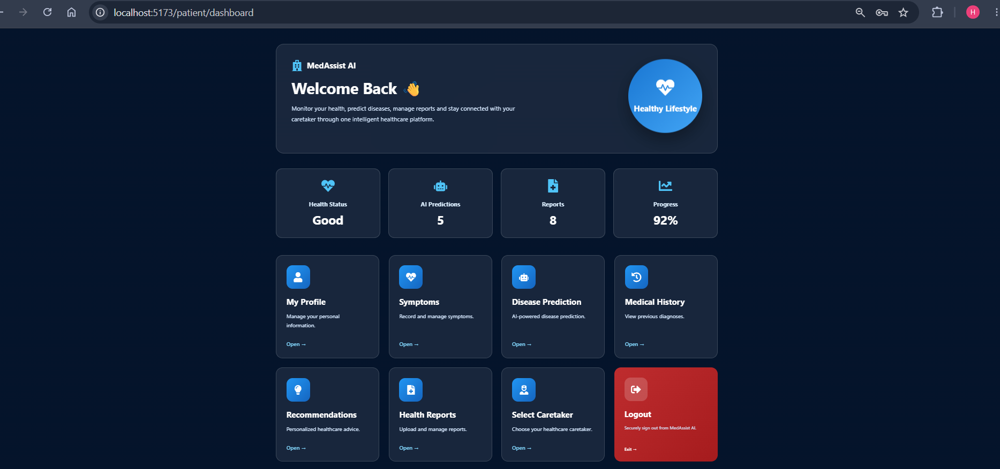 localhost:5173/patient/dashboard
H
MedAssist AI
Welcome Back 👋
Monitor your health, predict diseases, manage reports and stay connected with your
caretaker through one intelligent healthcare platform.
Healthy Lifestyle
Health Status
Good
AI Predictions
5
Reports
8
Progress
92%
My Profile
Manage your personal
information.
Open →
Symptoms
Record and manage symptoms.
Open →
Disease Prediction
AI-powered disease prediction.
Open →
Medical History
View previous diagnoses.
Open →
Recommendations
Personalized healthcare advice.
Open →
Health Reports
Upload and manage reports.
Open →
Select Caretaker
Choose your healthcare caretaker.
Open →
Logout
Securely sign out from MedAssist AI.
Exit →